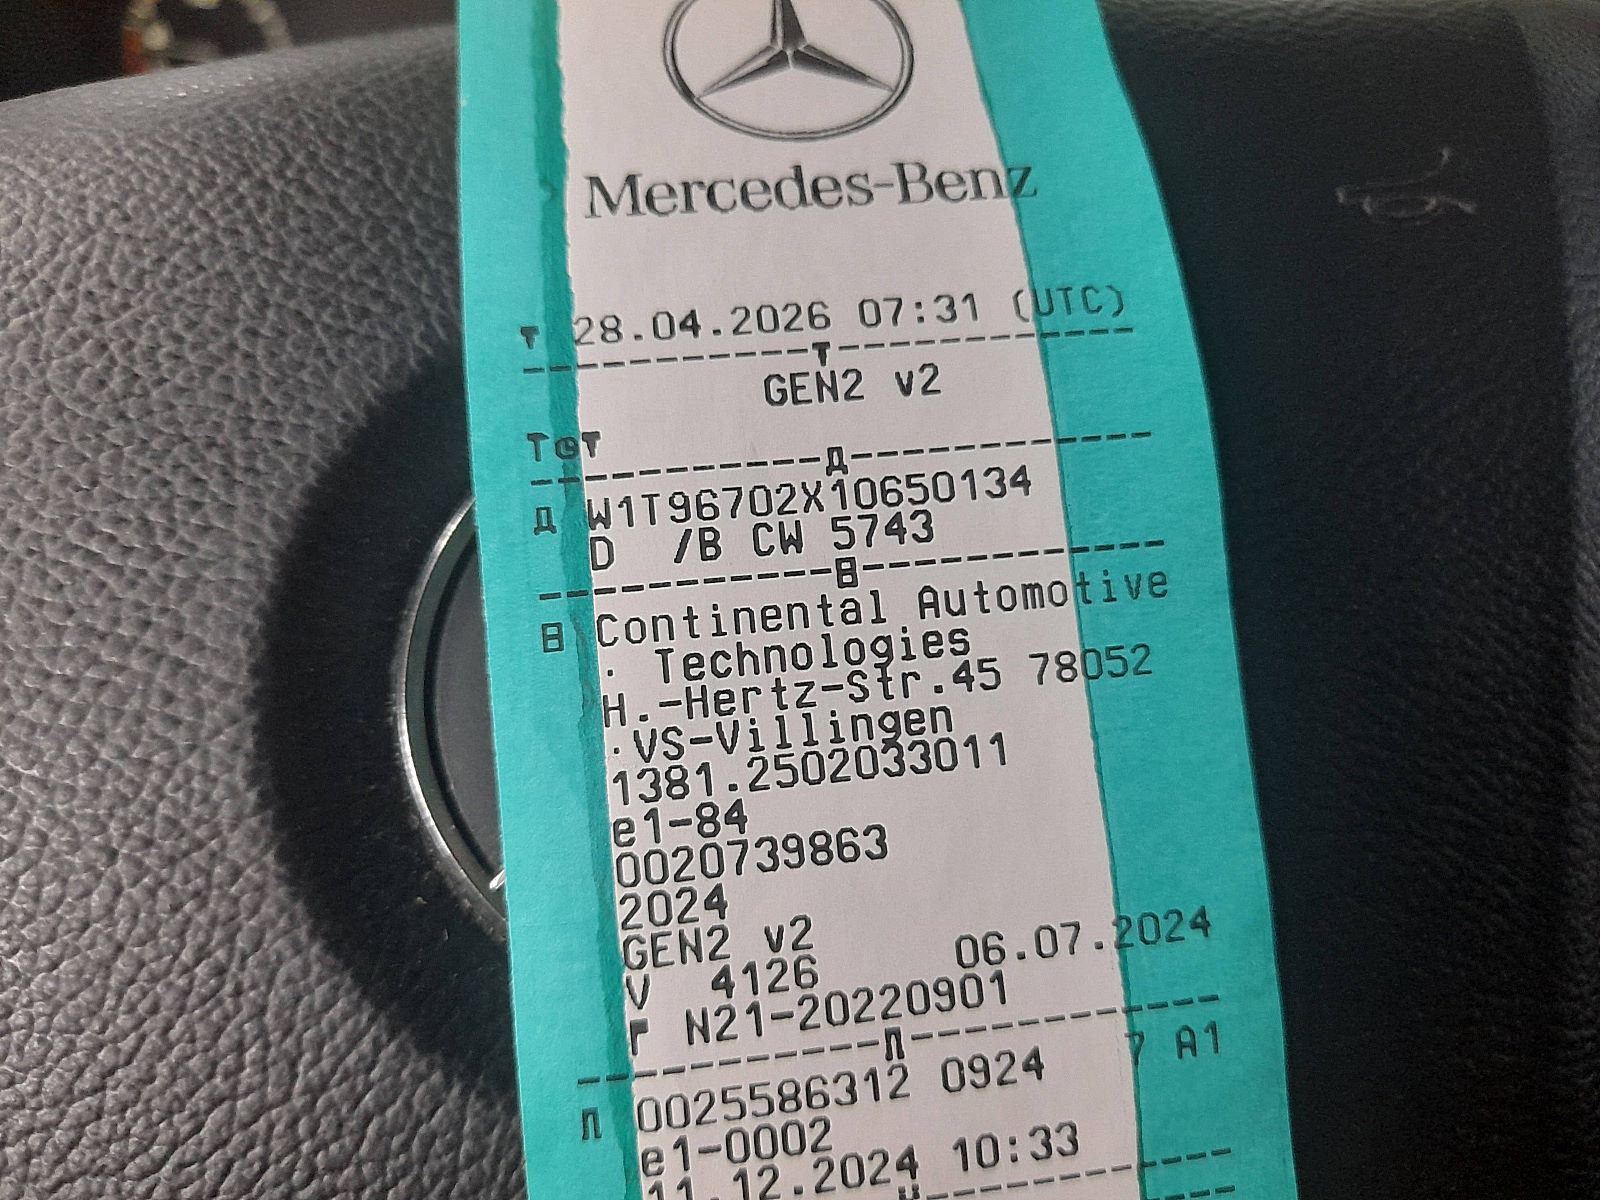 Mercedes-Benz
28.04.2026 07:31 (UTC)
GEN2 v2
W1T96702X10650134
D /B CW 5743
Continental Automotive
. Technologies
H.-Hertz-Str.45 78052
.VS-Villingen
1381.2502033011
e1-84
0020739863
2024
GEN2 v2
V 4126 06.07.2024
N21-20220901
0025586312 0924 7 A1
e1-0002
11.12.2024 10:33